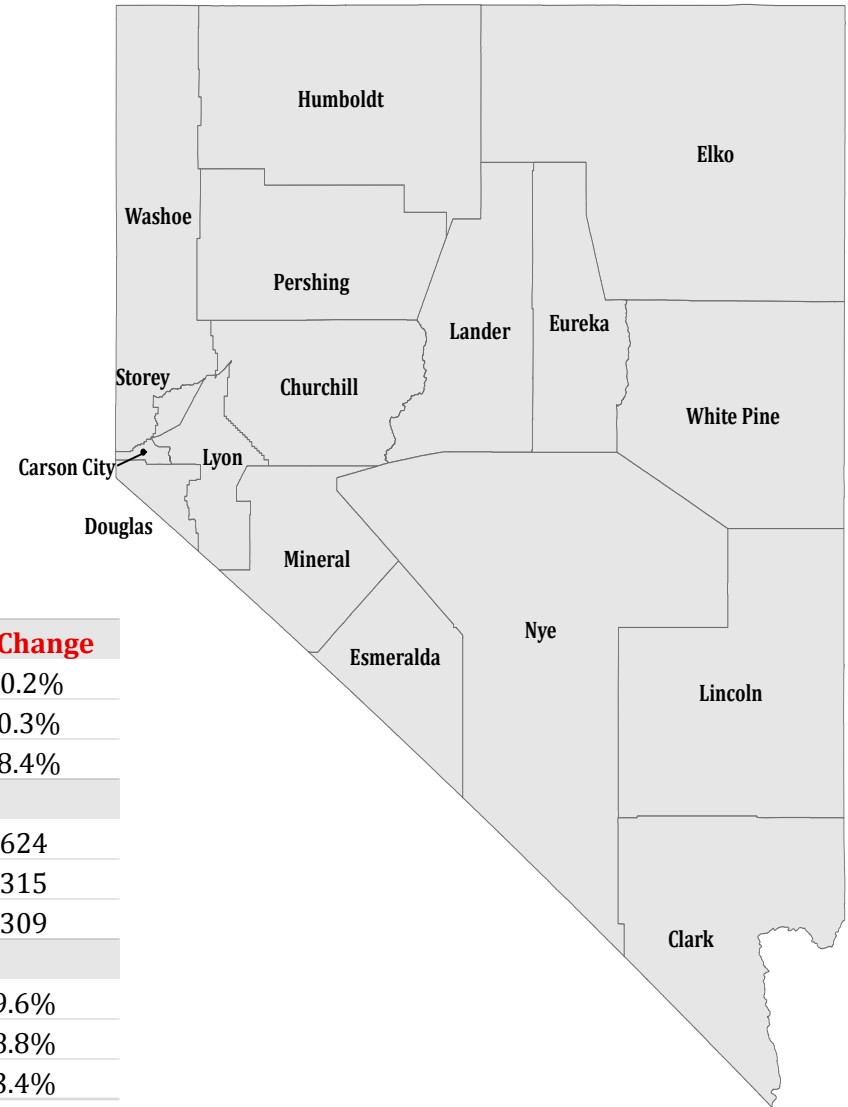 Humboldt
Elko
Washoe
Pershing
Lander
Eureka
Storey
Churchill
White Pine
Carson City
Lyon
Douglas
Mineral
Nye
Esmeralda
Lincoln
Clark
Change
0.2%
0.3%
8.4%
624
315
309
9.6%
8.8%
3.4%